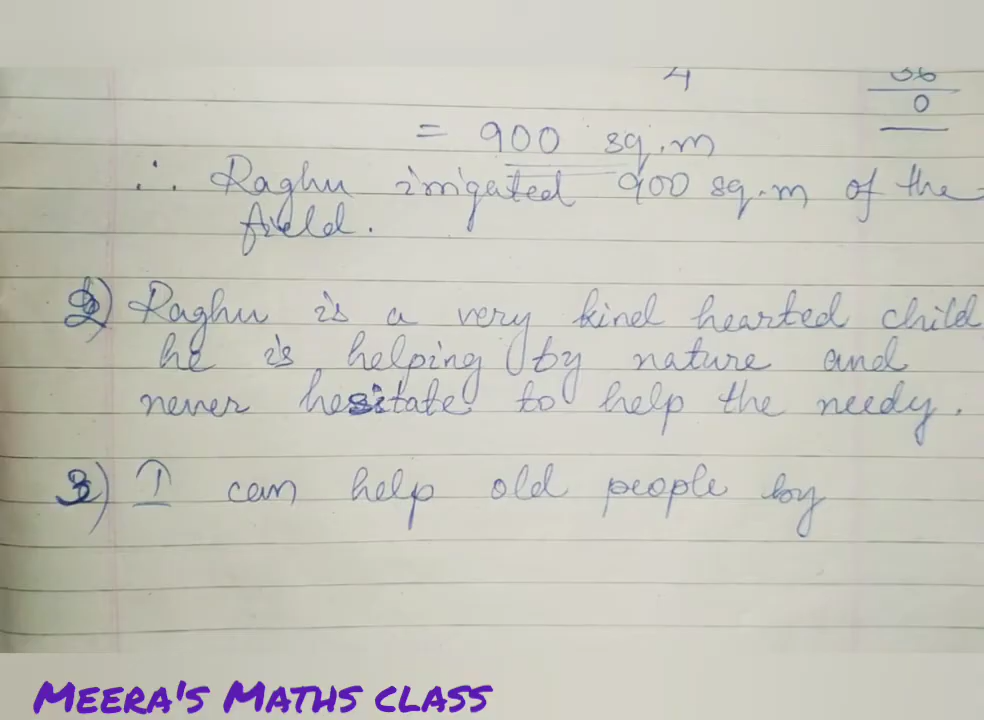 4 36
0
= 900 sq.m
∴ Raghu irrigated 900 sq.m of the
field.
2) Raghu is a very kind hearted child
he is helping by nature and
never hesitate to help the needy.
3) I can help old people by
MEERA'S MATHS CLASS